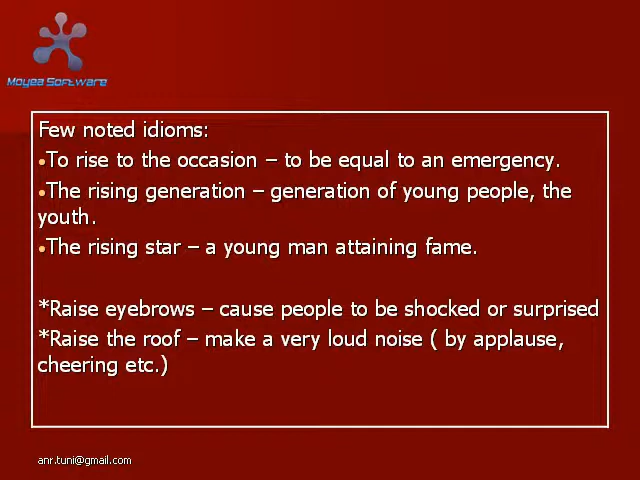 Moyea Software
Few noted idioms:
•To rise to the occasion – to be equal to an emergency.
•The rising generation – generation of young people, the
youth.
•The rising star – a young man attaining fame.
*Raise eyebrows – cause people to be shocked or surprised
*Raise the roof – make a very loud noise ( by applause,
cheering etc.)
anr.tuni@gmail.com